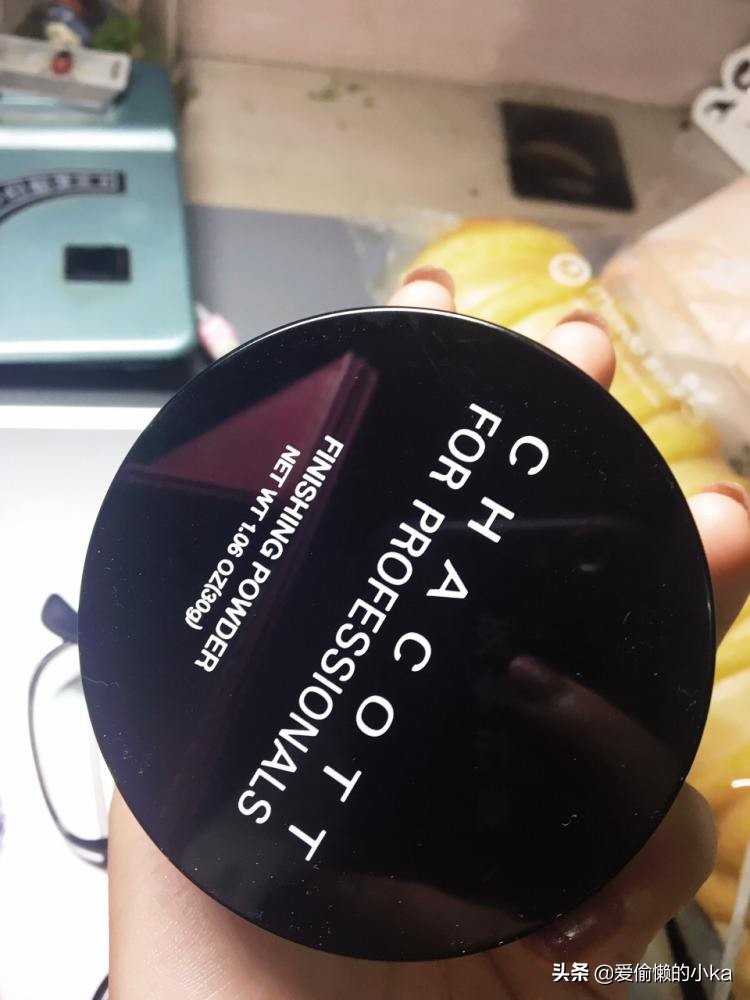 CHACOTT
FOR PROFESSIONALS
FINISHING POWDER
NET WT 1.06 OZ(30g)
头条 @爱偷懒的小ka